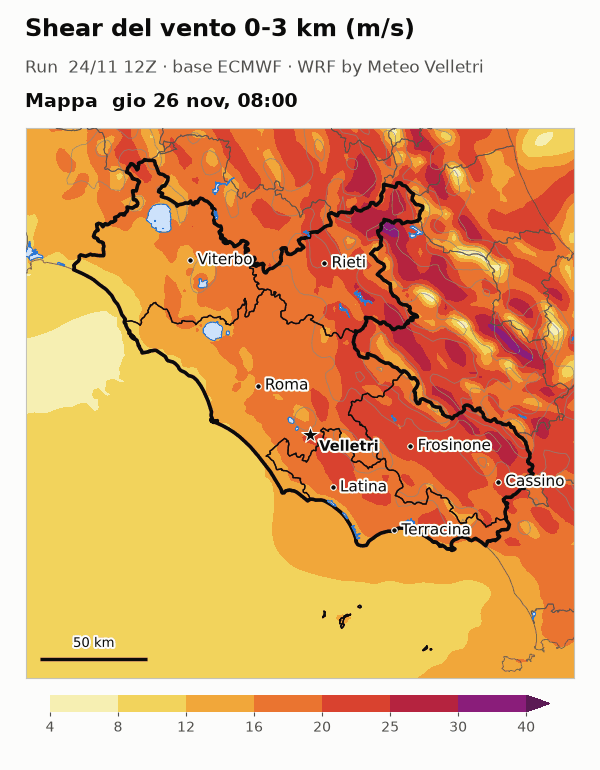 Shear del vento 0-3 km (m/s)
Run  24/11 12Z · base ECMWF · WRF by Meteo Velletri
Mappa  gio 26 nov, 08:00
Viterbo
Rieti
Roma
Velletri
Frosinone
Latina
Cassino
Terracina
50 km
4 8 12 16 20 25 30 40